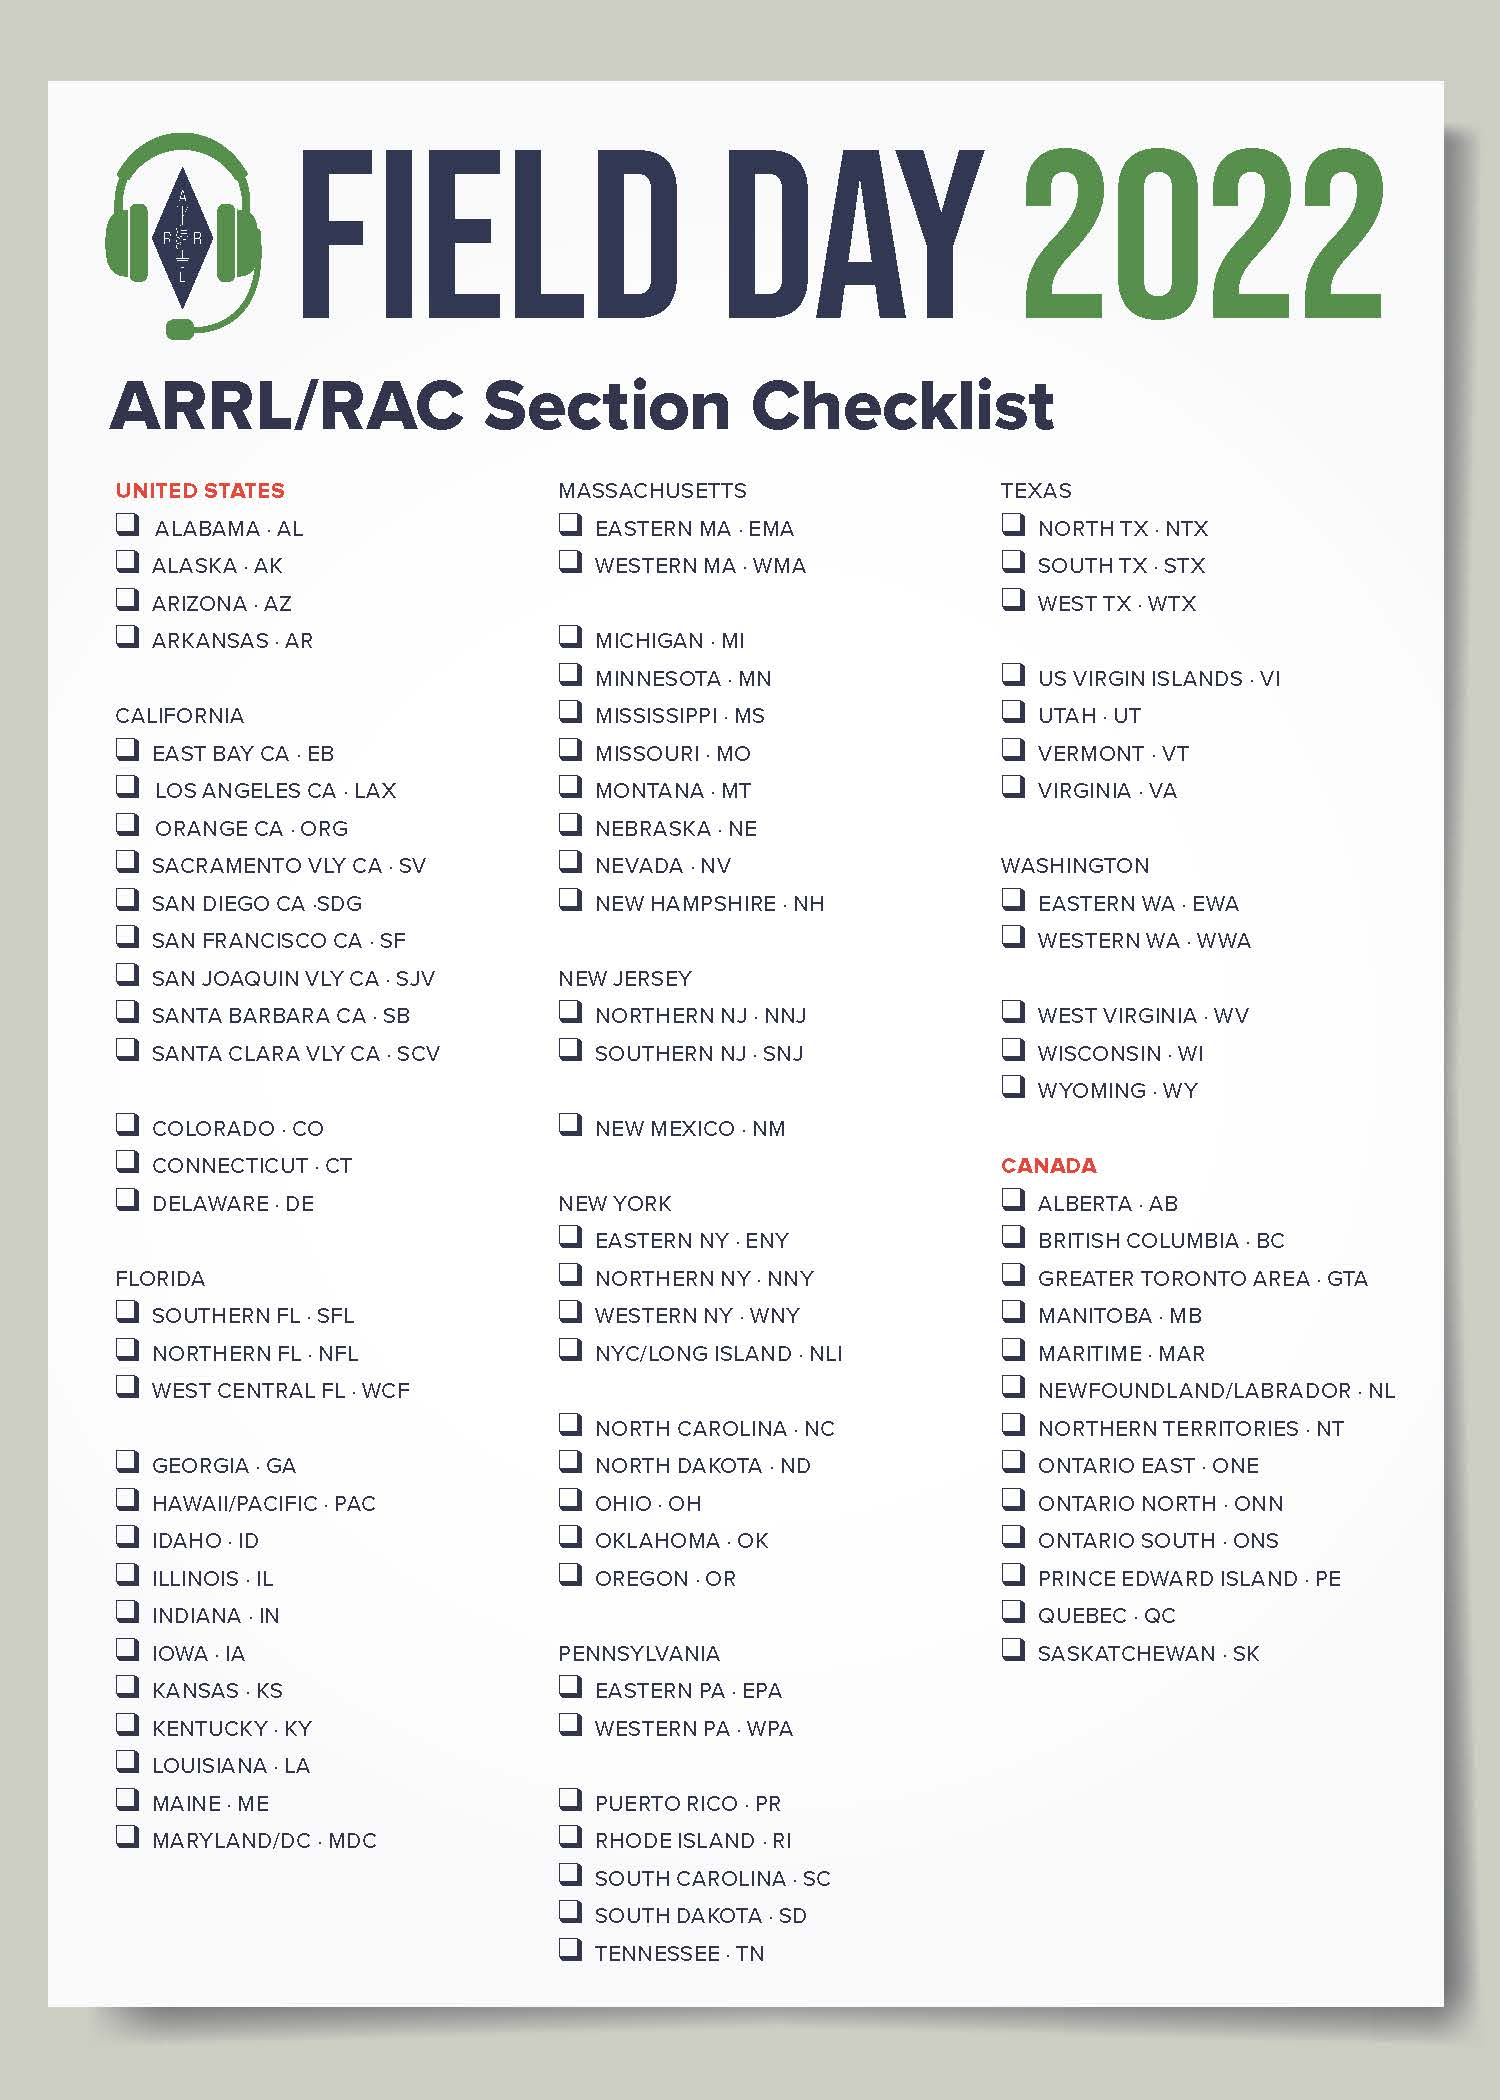 A
R R
L
FIELD DAY 2022
ARRL/RAC Section Checklist
UNITED STATES
ALABAMA · AL
ALASKA · AK
ARIZONA · AZ
ARKANSAS · AR
CALIFORNIA
EAST BAY CA · EB
LOS ANGELES CA · LAX
ORANGE CA · ORG
SACRAMENTO VLY CA · SV
SAN DIEGO CA ·SDG
SAN FRANCISCO CA · SF
SAN JOAQUIN VLY CA · SJV
SANTA BARBARA CA · SB
SANTA CLARA VLY CA · SCV
COLORADO · CO
CONNECTICUT · CT
DELAWARE · DE
FLORIDA
SOUTHERN FL · SFL
NORTHERN FL · NFL
WEST CENTRAL FL · WCF
GEORGIA · GA
HAWAII/PACIFIC · PAC
IDAHO · ID
ILLINOIS · IL
INDIANA · IN
IOWA · IA
KANSAS · KS
KENTUCKY · KY
LOUISIANA · LA
MAINE · ME
MARYLAND/DC · MDC
MASSACHUSETTS
EASTERN MA · EMA
WESTERN MA · WMA
MICHIGAN · MI
MINNESOTA · MN
MISSISSIPPI · MS
MISSOURI · MO
MONTANA · MT
NEBRASKA · NE
NEVADA · NV
NEW HAMPSHIRE · NH
NEW JERSEY
NORTHERN NJ · NNJ
SOUTHERN NJ · SNJ
NEW MEXICO · NM
NEW YORK
EASTERN NY · ENY
NORTHERN NY · NNY
WESTERN NY · WNY
NYC/LONG ISLAND · NLI
NORTH CAROLINA · NC
NORTH DAKOTA · ND
OHIO · OH
OKLAHOMA · OK
OREGON · OR
PENNSYLVANIA
EASTERN PA · EPA
WESTERN PA · WPA
PUERTO RICO · PR
RHODE ISLAND · RI
SOUTH CAROLINA · SC
SOUTH DAKOTA · SD
TENNESSEE · TN
TEXAS
NORTH TX · NTX
SOUTH TX · STX
WEST TX · WTX
US VIRGIN ISLANDS · VI
UTAH · UT
VERMONT · VT
VIRGINIA · VA
WASHINGTON
EASTERN WA · EWA
WESTERN WA · WWA
WEST VIRGINIA · WV
WISCONSIN · WI
WYOMING · WY
CANADA
ALBERTA · AB
BRITISH COLUMBIA · BC
GREATER TORONTO AREA · GTA
MANITOBA · MB
MARITIME · MAR
NEWFOUNDLAND/LABRADOR · NL
NORTHERN TERRITORIES · NT
ONTARIO EAST · ONE
ONTARIO NORTH · ONN
ONTARIO SOUTH · ONS
PRINCE EDWARD ISLAND · PE
QUEBEC · QC
SASKATCHEWAN · SK